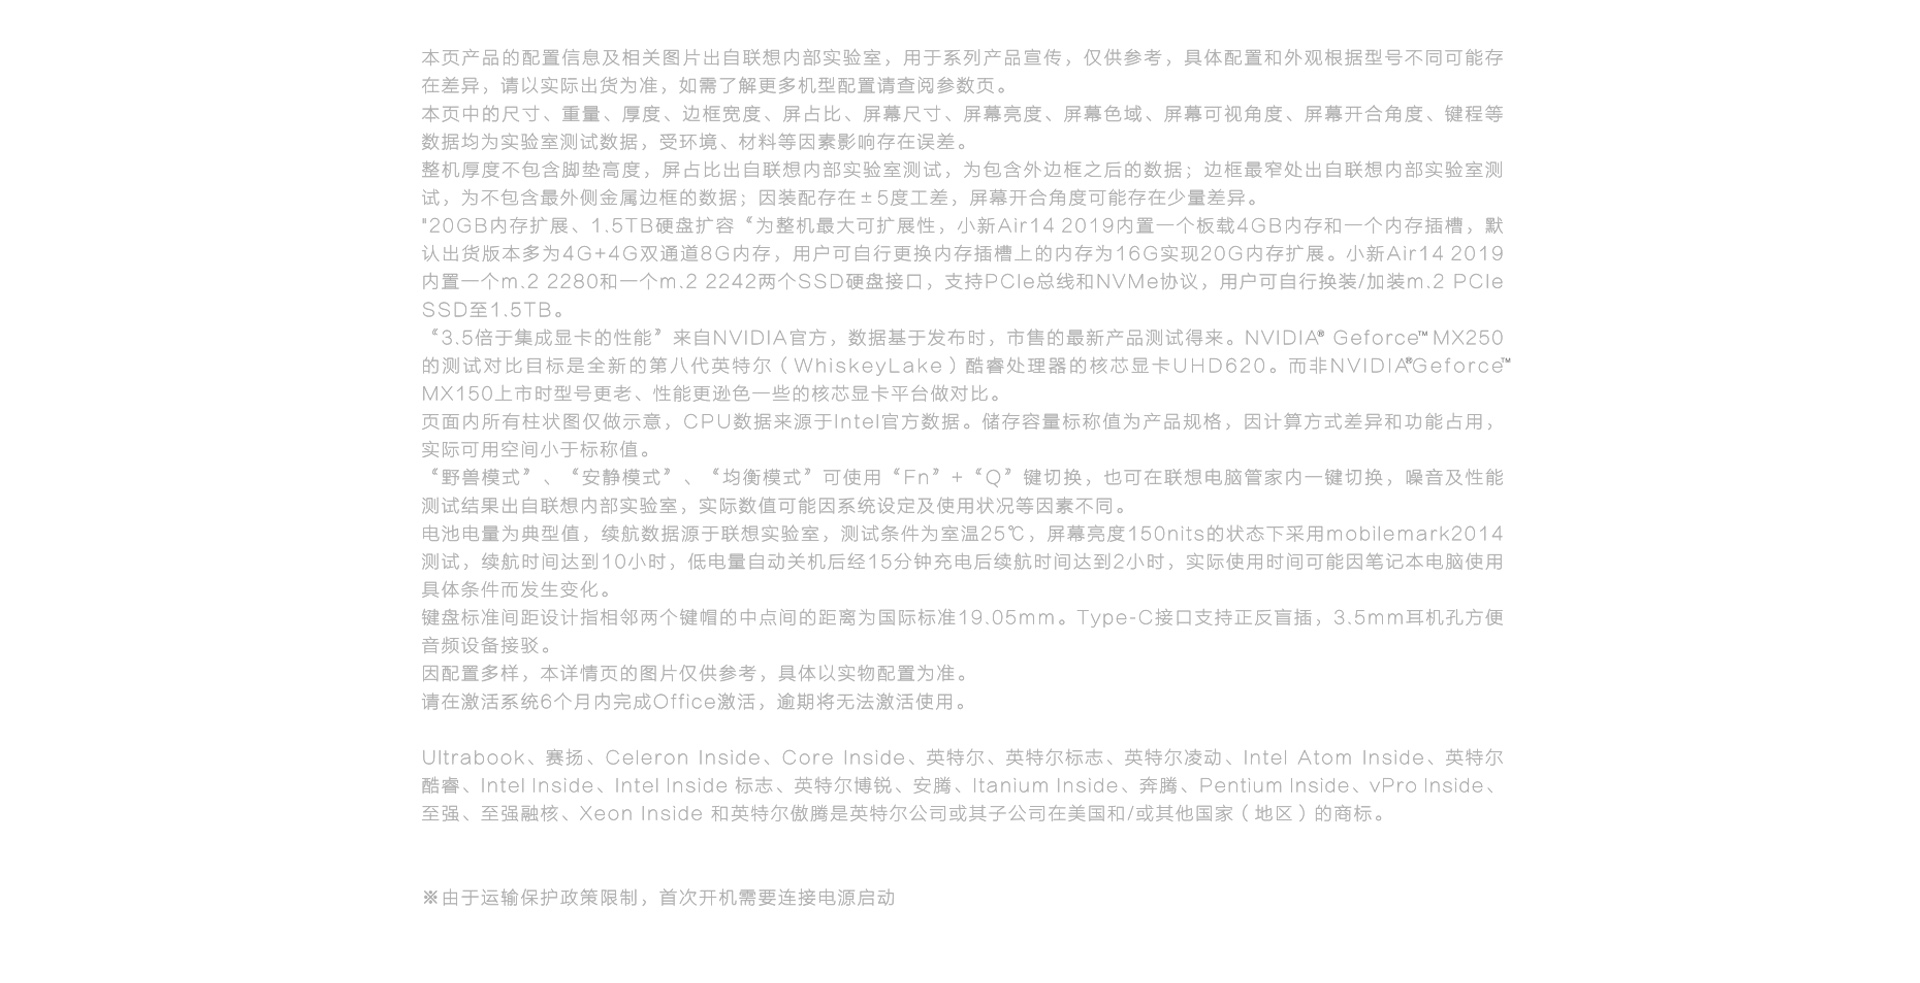 本页产品的配置信息及相关图片出自联想内部实验室，用于系列产品宣传，仅供参考，具体配置和外观根据型号不同可能存
在差异，请以实际出货为准，如需了解更多机型配置请查阅参数页。
本页中的尺寸、重量、厚度、边框宽度、屏占比、屏幕尺寸、屏幕亮度、屏幕色域、屏幕可视角度、屏幕开合角度、键程等
数据均为实验室测试数据，受环境、材料等因素影响存在误差。
整机厚度不包含脚垫高度，屏占比出自联想内部实验室测试，为包含外边框之后的数据；边框最窄处出自联想内部实验室测
试，为不包含最外侧金属边框的数据；因装配存在±5度工差，屏幕开合角度可能存在少量差异。
"20GB内存扩展、1.5TB硬盘扩容“为整机最大可扩展性，小新Air14 2019内置一个板载4GB内存和一个内存插槽，默
认出货版本多为4G+4G双通道8G内存，用户可自行更换内存插槽上的内存为16G实现20G内存扩展。小新Air14 2019
内置一个m.2 2280和一个m.2 2242两个SSD硬盘接口，支持PCIe总线和NVMe协议，用户可自行换装/加装m.2 PCIe
SSD至1.5TB。
“3.5倍于集成显卡的性能”来自NVIDIA官方，数据基于发布时，市售的最新产品测试得来。NVIDIA® Geforce™ MX250
的测试对比目标是全新的第八代英特尔（WhiskeyLake）酷睿处理器的核芯显卡UHD620。而非NVIDIA®Geforce™
MX150上市时型号更老、性能更逊色一些的核芯显卡平台做对比。
页面内所有柱状图仅做示意，CPU数据来源于Intel官方数据。储存容量标称值为产品规格，因计算方式差异和功能占用，
实际可用空间小于标称值。
“野兽模式”、“安静模式”、“均衡模式”可使用“Fn”+“Q”键切换，也可在联想电脑管家内一键切换，噪音及性能
测试结果出自联想内部实验室，实际数值可能因系统设定及使用状况等因素不同。
电池电量为典型值，续航数据源于联想实验室，测试条件为室温25℃，屏幕亮度150nits的状态下采用mobilemark2014
测试，续航时间达到10小时，低电量自动关机后经15分钟充电后续航时间达到2小时，实际使用时间可能因笔记本电脑使用
具体条件而发生变化。
键盘标准间距设计指相邻两个键帽的中点间的距离为国际标准19.05mm。Type-C接口支持正反盲插，3.5mm耳机孔方便
音频设备接驳。
因配置多样，本详情页的图片仅供参考，具体以实物配置为准。
请在激活系统6个月内完成Office激活，逾期将无法激活使用。
Ultrabook、赛扬、Celeron Inside、Core Inside、英特尔、英特尔标志、英特尔凌动、Intel Atom Inside、英特尔
酷睿、Intel Inside、Intel Inside 标志、英特尔博锐、安腾、Itanium Inside、奔腾、Pentium Inside、vPro Inside、
至强、至强融核、Xeon Inside 和英特尔傲腾是英特尔公司或其子公司在美国和/或其他国家（地区）的商标。
※由于运输保护政策限制，首次开机需要连接电源启动